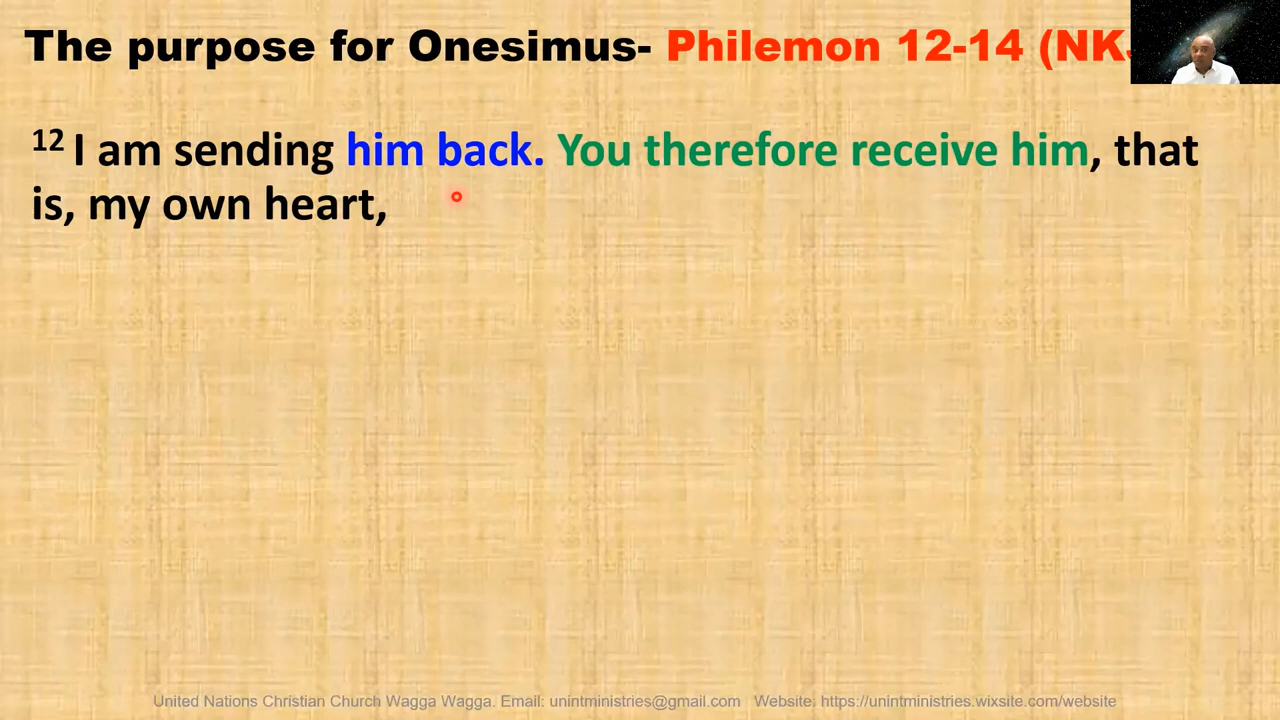 The purpose for Onesimus- Philemon 12-14 (NK
12 I am sending him back. You therefore receive him, that
is, my own heart,
United Nations Christian Church Wagga Wagga. Email: unintministries@gmail.com Website: https://unintministries.wixsite.com/website